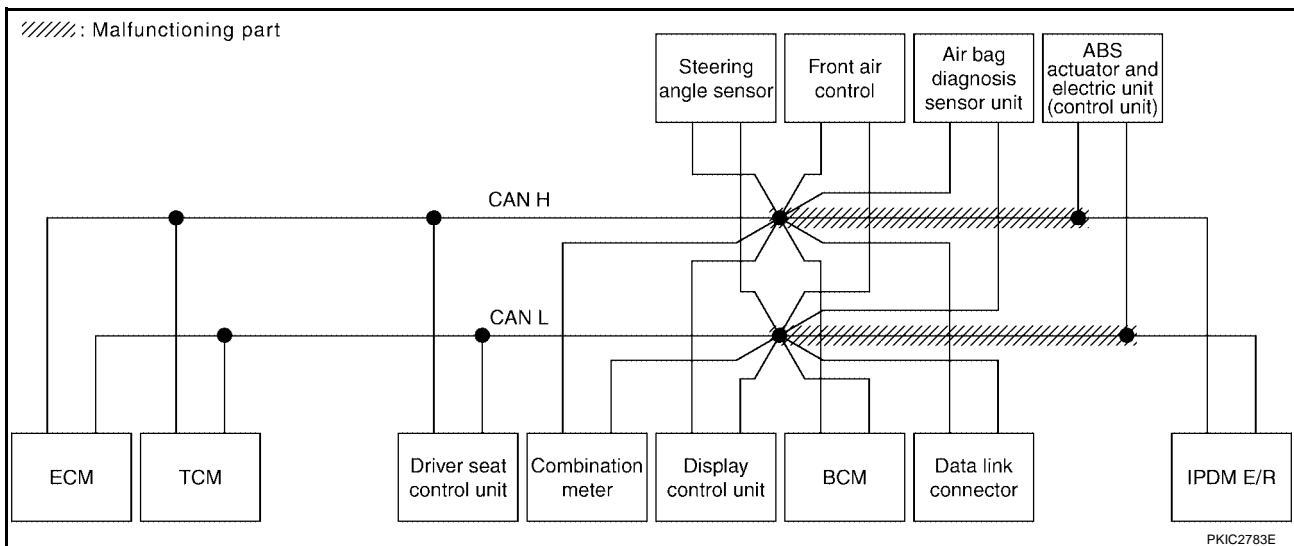 : Malfunctioning part
Steering
angle sensor
Front air
control
Air bag
diagnosis
sensor unit
ABS
actuator and
electric unit
(control unit)
CAN H
CAN L
ECM
TCM
Driver seat
control unit
Combination
meter
Display
control unit
BCM
Data link
connector
IPDM E/R
PKIC2783E